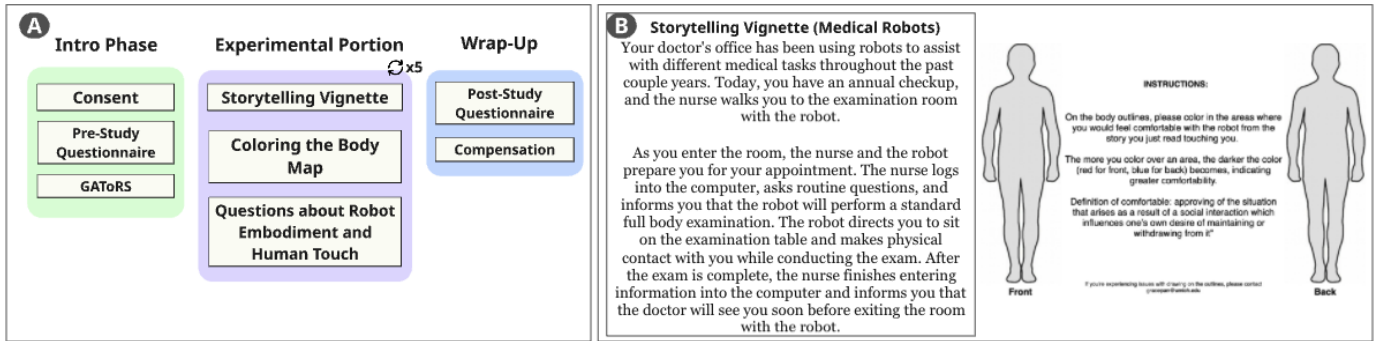 A
Intro Phase
Consent
Pre-Study
Questionnaire
GAToRS
Experimental Portion
x5
Storytelling Vignette
Coloring the Body
Map
Questions about Robot
Embodiment and
Human Touch
Wrap-Up
Post-Study
Questionnaire
Compensation
B
Storytelling Vignette (Medical Robots)
Your doctor's office has been using robots to assist
with different medical tasks throughout the past
couple years. Today, you have an annual checkup,
and the nurse walks you to the examination room
with the robot.
As you enter the room, the nurse and the robot
prepare you for your appointment. The nurse logs
into the computer, asks routine questions, and
informs you that the robot will perform a standard
full body examination. The robot directs you to sit
on the examination table and makes physical
contact with you while conducting the exam. After
the exam is complete, the nurse finishes entering
information into the computer and informs you that
the doctor will see you soon before exiting the room
with the robot.
INSTRUCTIONS:
On the body outlines, please color in the areas where
you would feel comfortable with the robot from the
story you just read touching you.
The more you color over an area, the darker the color
(red for front, blue for back) becomes, indicating
greater comfortability.
Definition of comfortable: approving of the situation
that arises as a result of a social interaction which
influences one's own desire of maintaining or
withdrawing from it"
If you're experiencing issues with drawing on the outlines, please contact
Front
Back